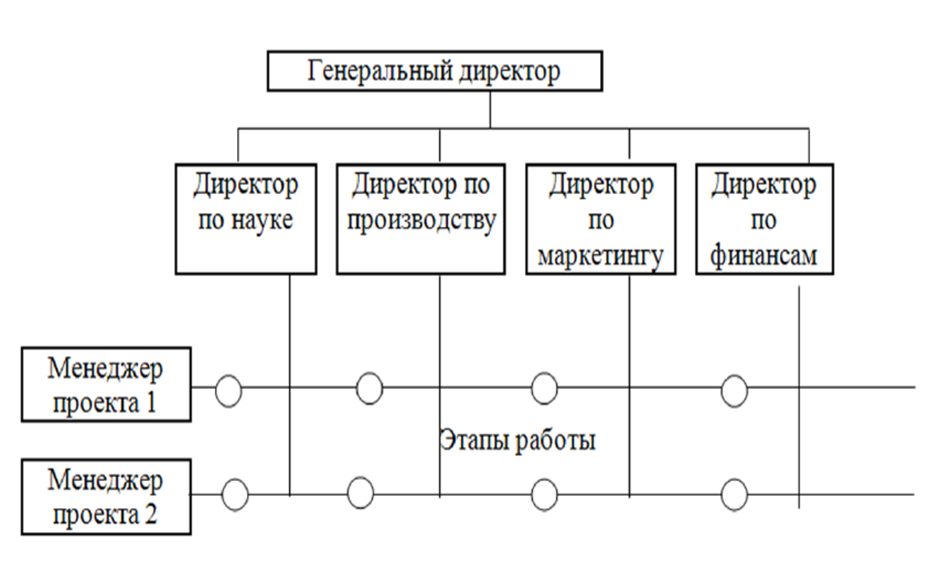 Генеральный директор
Директор
по науке
Директор по
производству
Директор
по
маркетингу
Директор
по
финансам
Менеджер
проекта 1
Этапы работы
Менеджер
проекта 2